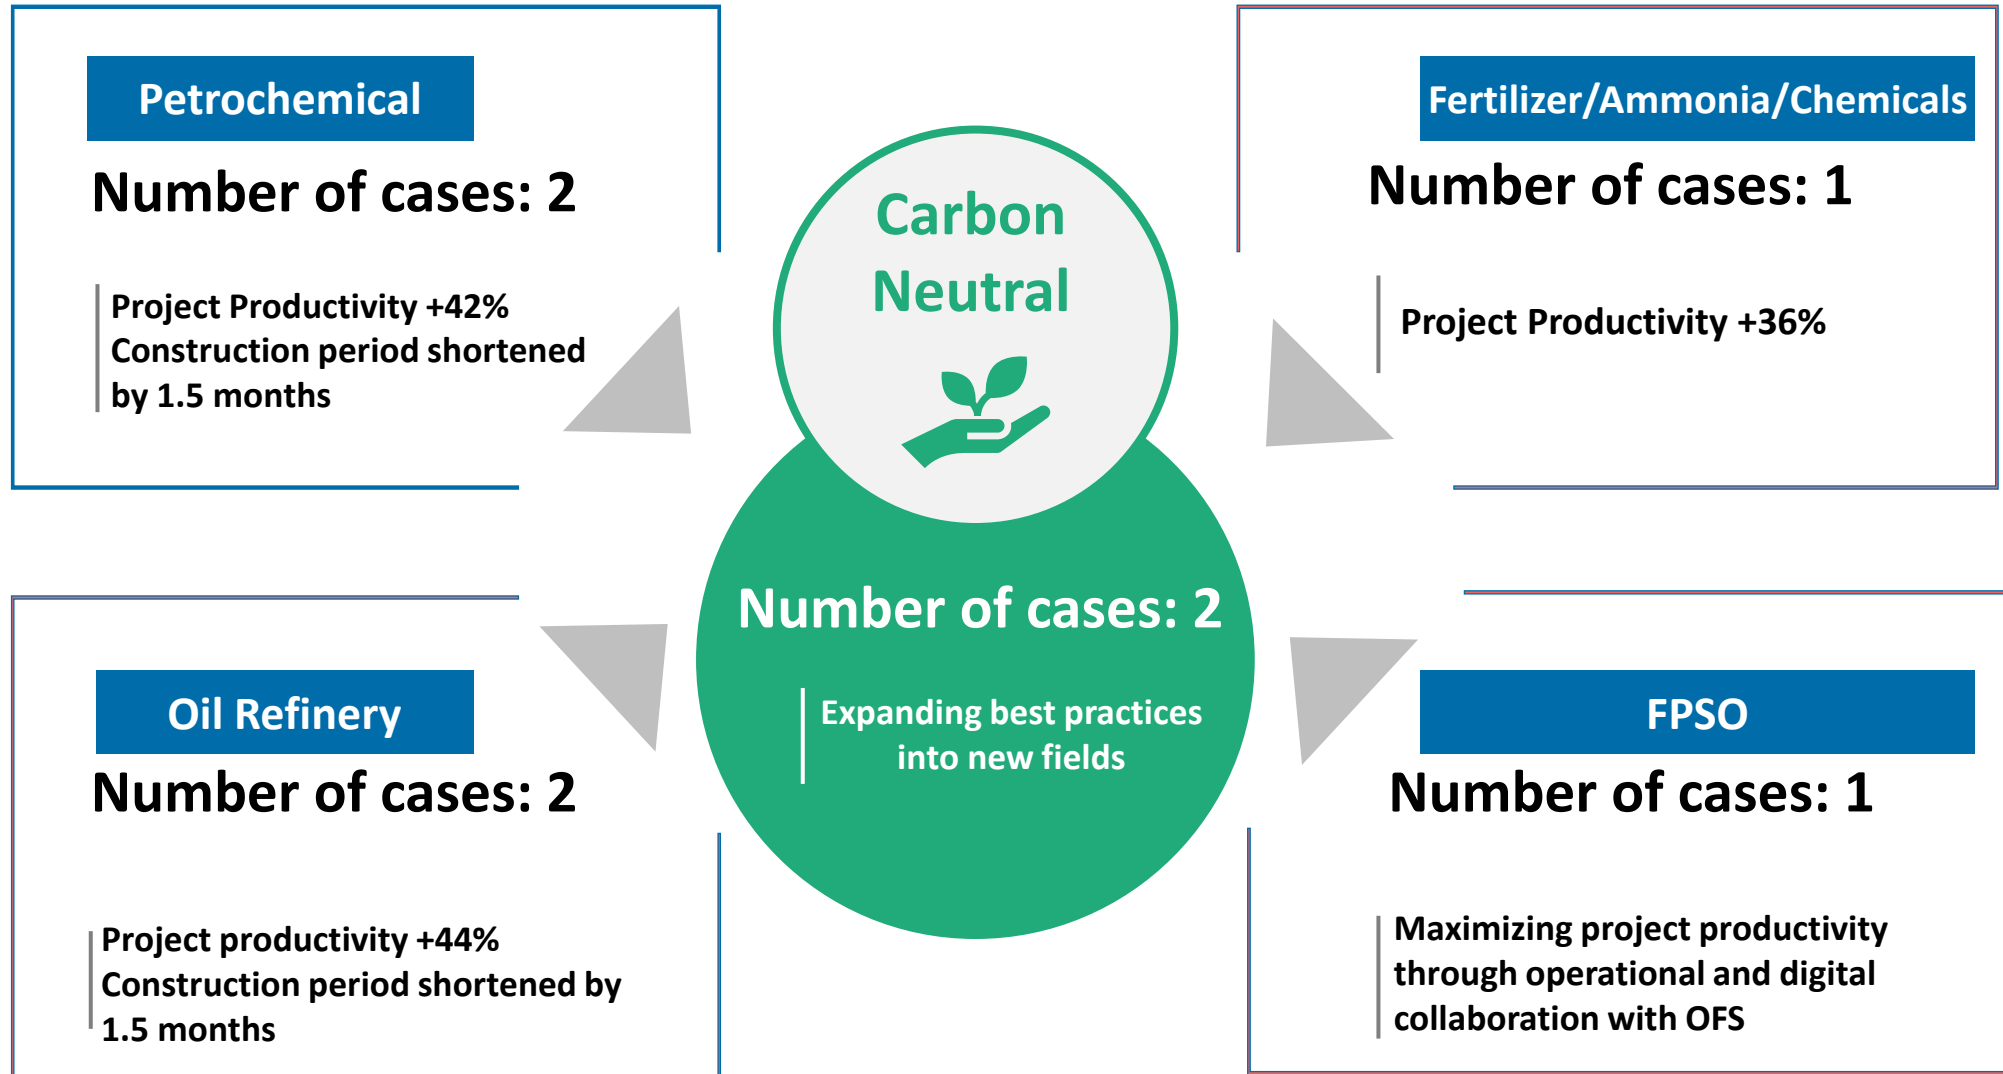 Petrochemical
Number of cases: 2
Project Productivity +42%
Construction period shortened
by 1.5 months
Fertilizer/Ammonia/Chemicals
Number of cases: 1
Project Productivity +36%
Carbon
Neutral
Number of cases: 2
Expanding best practices
into new fields
Oil Refinery
Number of cases: 2
Project productivity +44%
Construction period shortened by
1.5 months
FPSO
Number of cases: 1
Maximizing project productivity
through operational and digital
collaboration with OFS